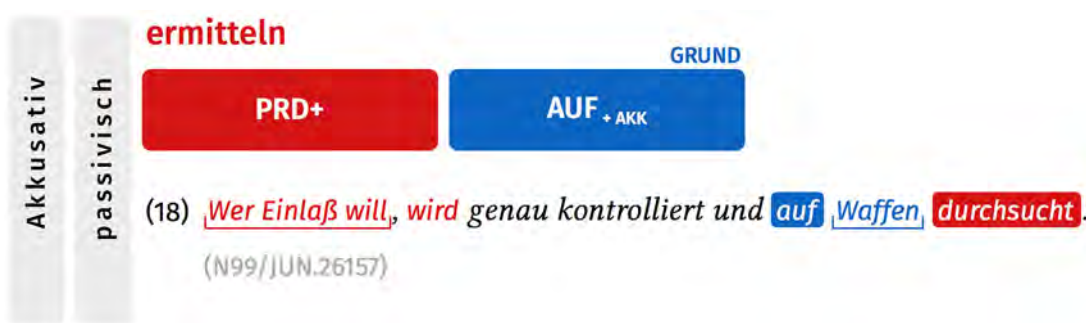 Akkusativ
passivisch
ermitteln
GRUND
PRD+
AUF + AKK
(18) Wer Einlaß will, wird genau kontrolliert und auf Waffen durchsucht.
(N99/JUN.26157)